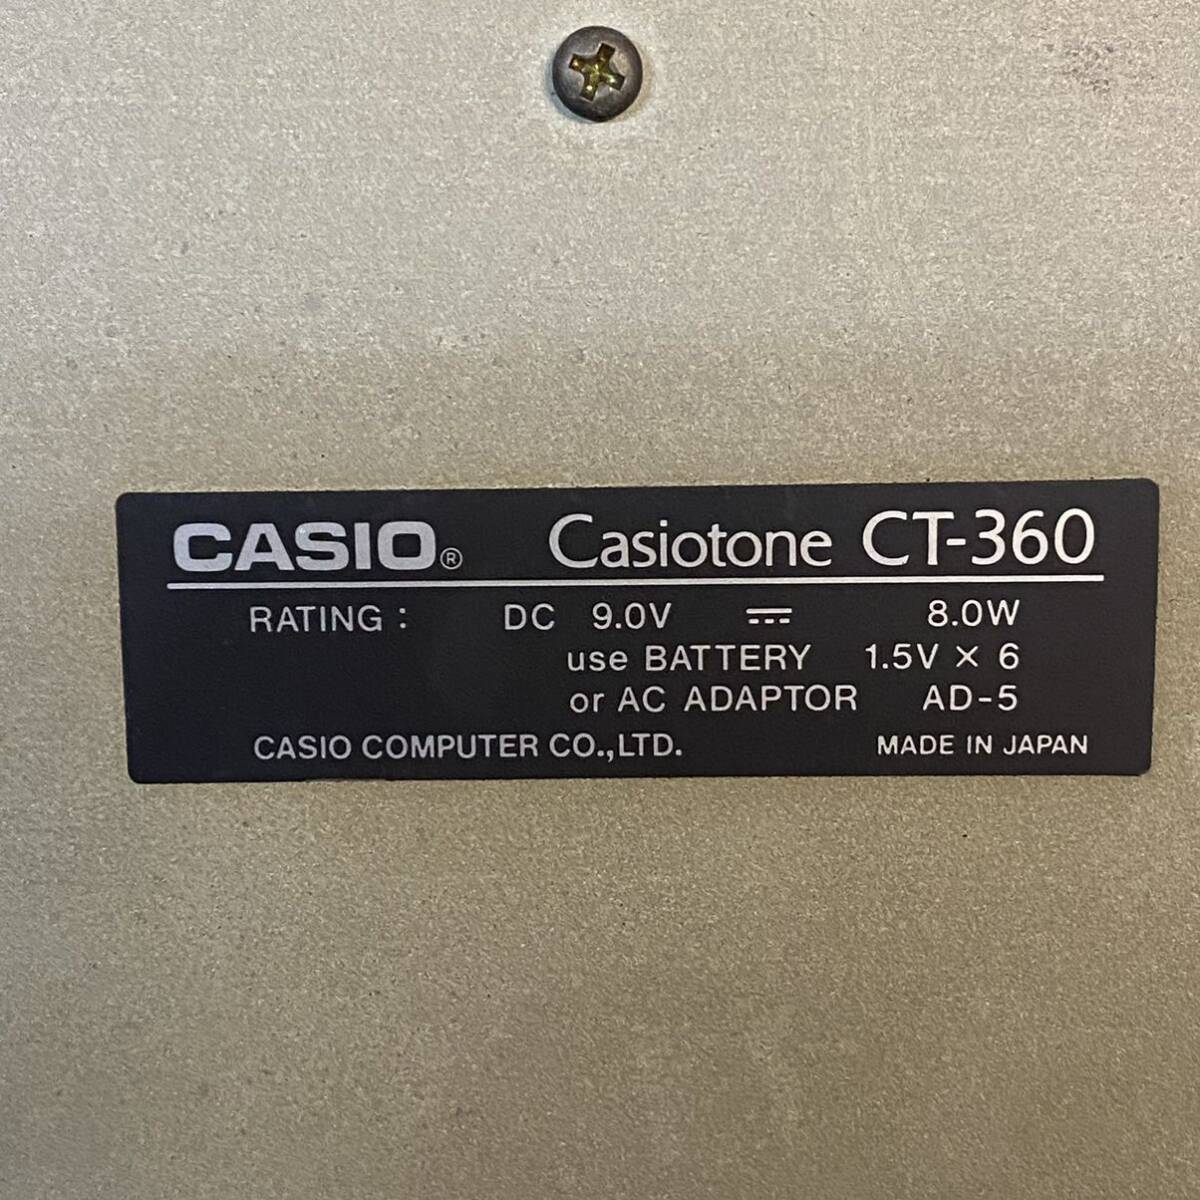 CASIO® Casiotone CT-360
RATING : DC 9.0V ⎓ 8.0W
use BATTERY 1.5V × 6
or AC ADAPTOR AD-5
CASIO COMPUTER CO.,LTD. MADE IN JAPAN